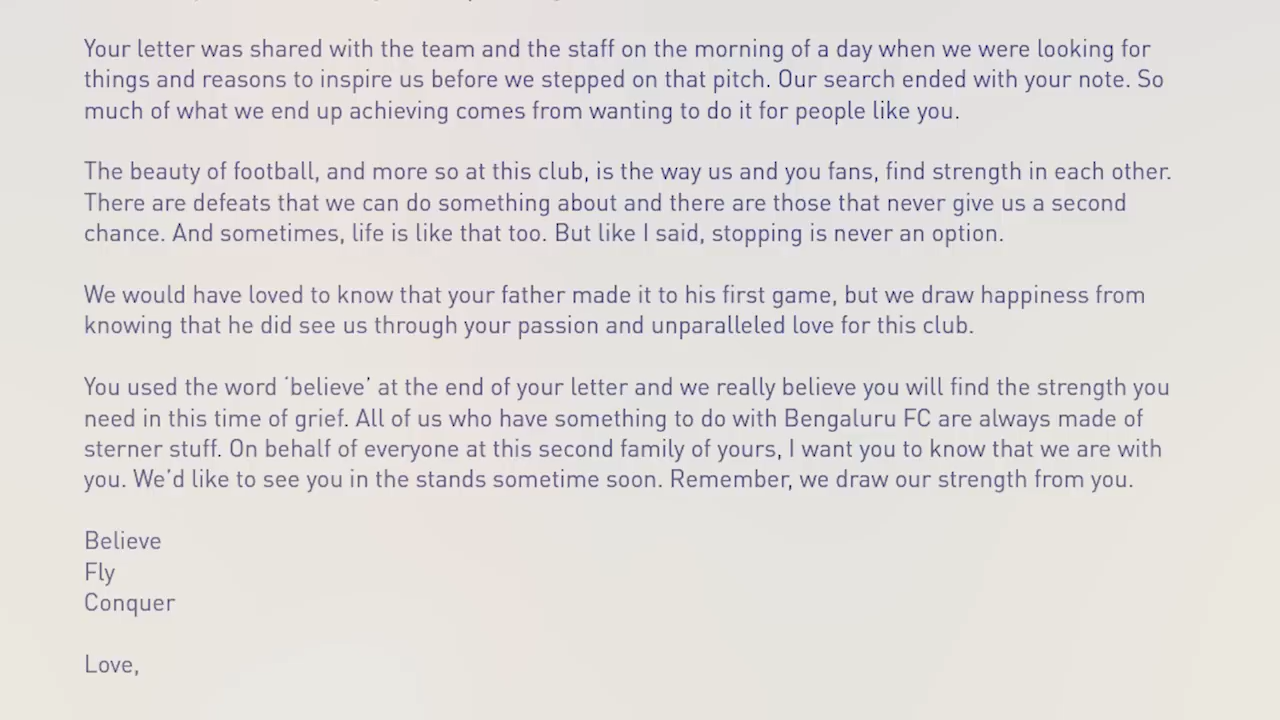 Your letter was shared with the team and the staff on the morning of a day when we were looking for
things and reasons to inspire us before we stepped on that pitch. Our search ended with your note. So
much of what we end up achieving comes from wanting to do it for people like you.
The beauty of football, and more so at this club, is the way us and you fans, find strength in each other.
There are defeats that we can do something about and there are those that never give us a second
chance. And sometimes, life is like that too. But like I said, stopping is never an option.
We would have loved to know that your father made it to his first game, but we draw happiness from
knowing that he did see us through your passion and unparalleled love for this club.
You used the word ‘believe’ at the end of your letter and we really believe you will find the strength you
need in this time of grief. All of us who have something to do with Bengaluru FC are always made of
sterner stuff. On behalf of everyone at this second family of yours, I want you to know that we are with
you. We’d like to see you in the stands sometime soon. Remember, we draw our strength from you.
Believe
Fly
Conquer
Love,